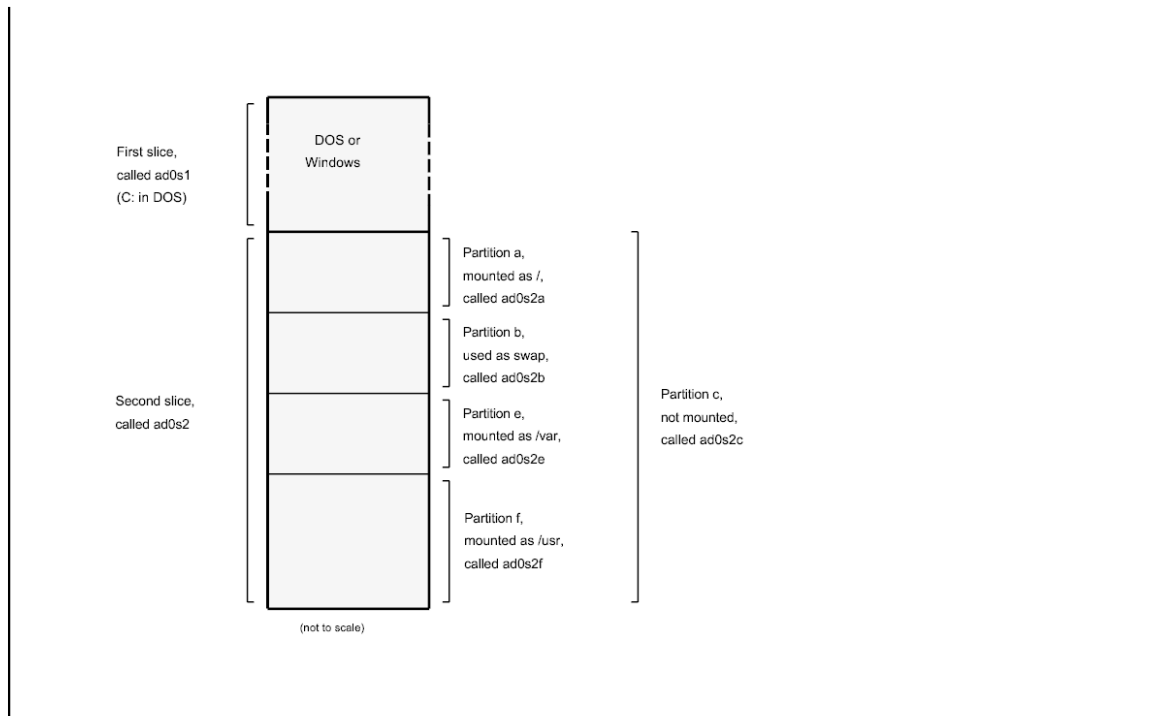 DOS or
Windows
First slice,
called ad0s1
(C: in DOS)
Partition a,
mounted as /,
called ad0s2a
Partition b,
used as swap,
called ad0s2b
Second slice,
called ad0s2
Partition e,
mounted as /var,
called ad0s2e
Partition c,
not mounted,
called ad0s2c
Partition f,
mounted as /usr,
called ad0s2f
(not to scale)